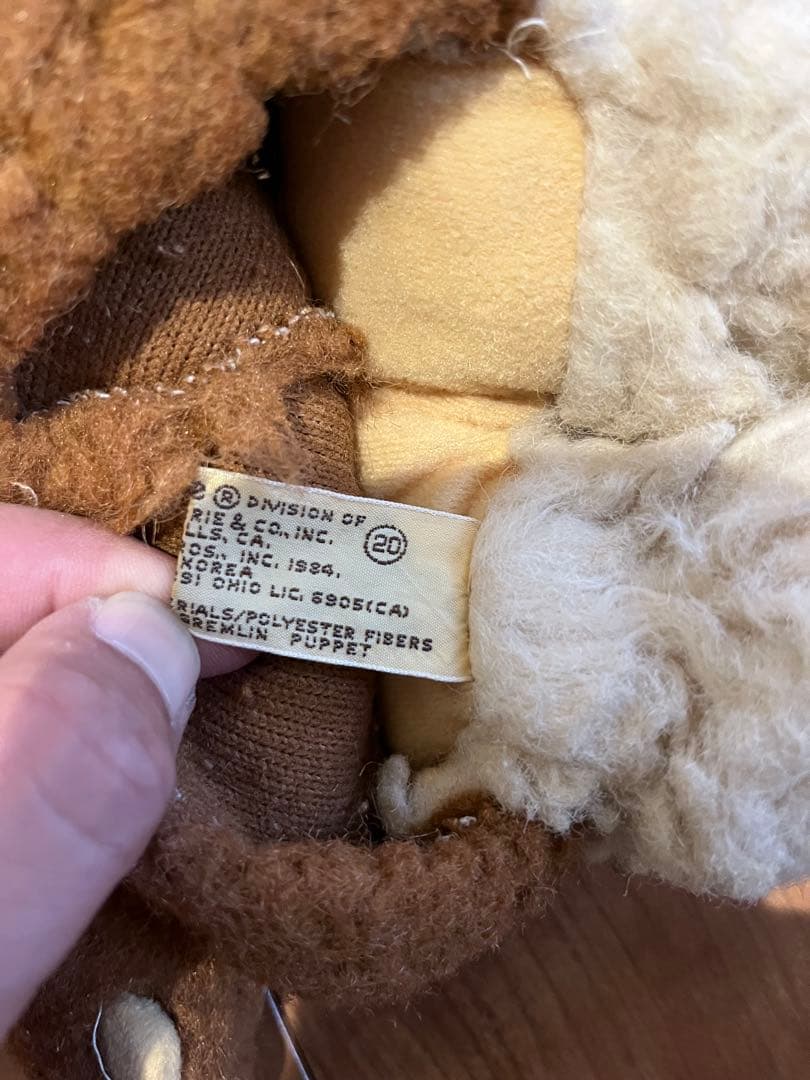 ® DIVISION OF
RIE & CO., INC.
LLS, CA.
20
OS., INC. 1984.
KOREA
51 OHIO LIC. 6905(CA)
RIALS/POLYESTER FIBERS
GREMLIN PUPPET